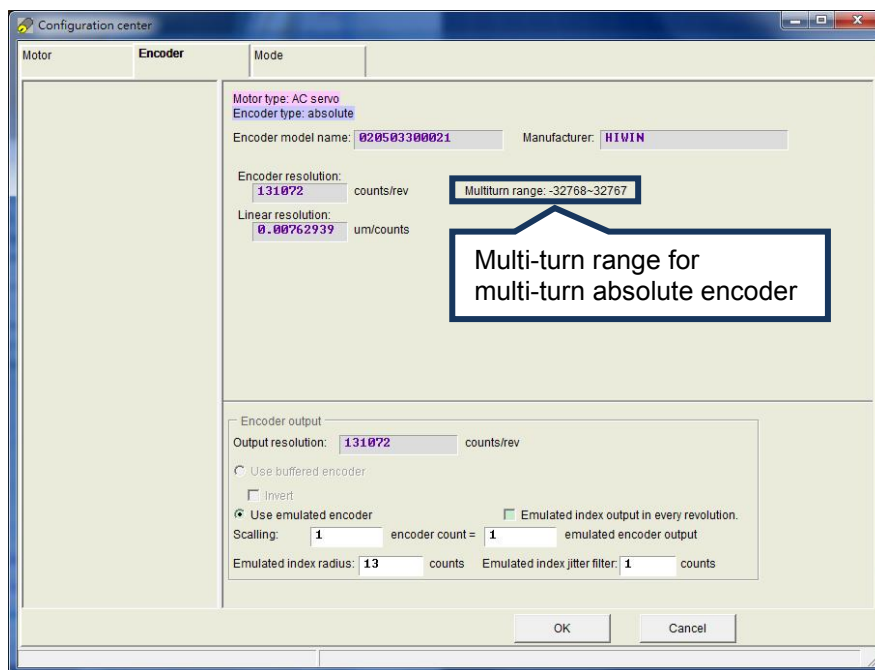 Configuration center
Motor Encoder Mode
Motor type: AC servo
Encoder type: absolute
Encoder model name: 020503300021 Manufacturer: HIWIN
Encoder resolution:
131072 counts/rev Multiturn range: -32768~32767
Linear resolution:
0.00762939 um/counts
Multi-turn range for
multi-turn absolute encoder
Encoder output
Output resolution: 131072 counts/rev
Use buffered encoder
Invert
Use emulated encoder Emulated index output in every revolution.
Scalling: 1 encoder count = 1 emulated encoder output
Emulated index radius: 13 counts Emulated index jitter filter: 1 counts
OK Cancel